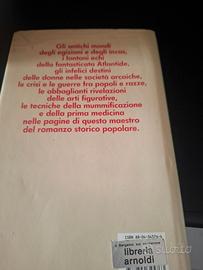 Gli antichi mondi
degli egizioni e degli incas,
i lontani echi
della fantasticata Atlantide,
gli infelici destini
delle donne nelle società arcaiche,
le crisi e le guerre fra popoli e razze,
le abbaglianti rivelazioni
delle arti figurative,
le tecniche della mummificazione
e della prima medicina
nelle pagine di questo maestro
del romanzo storico popolare.
libreria
arnoldi